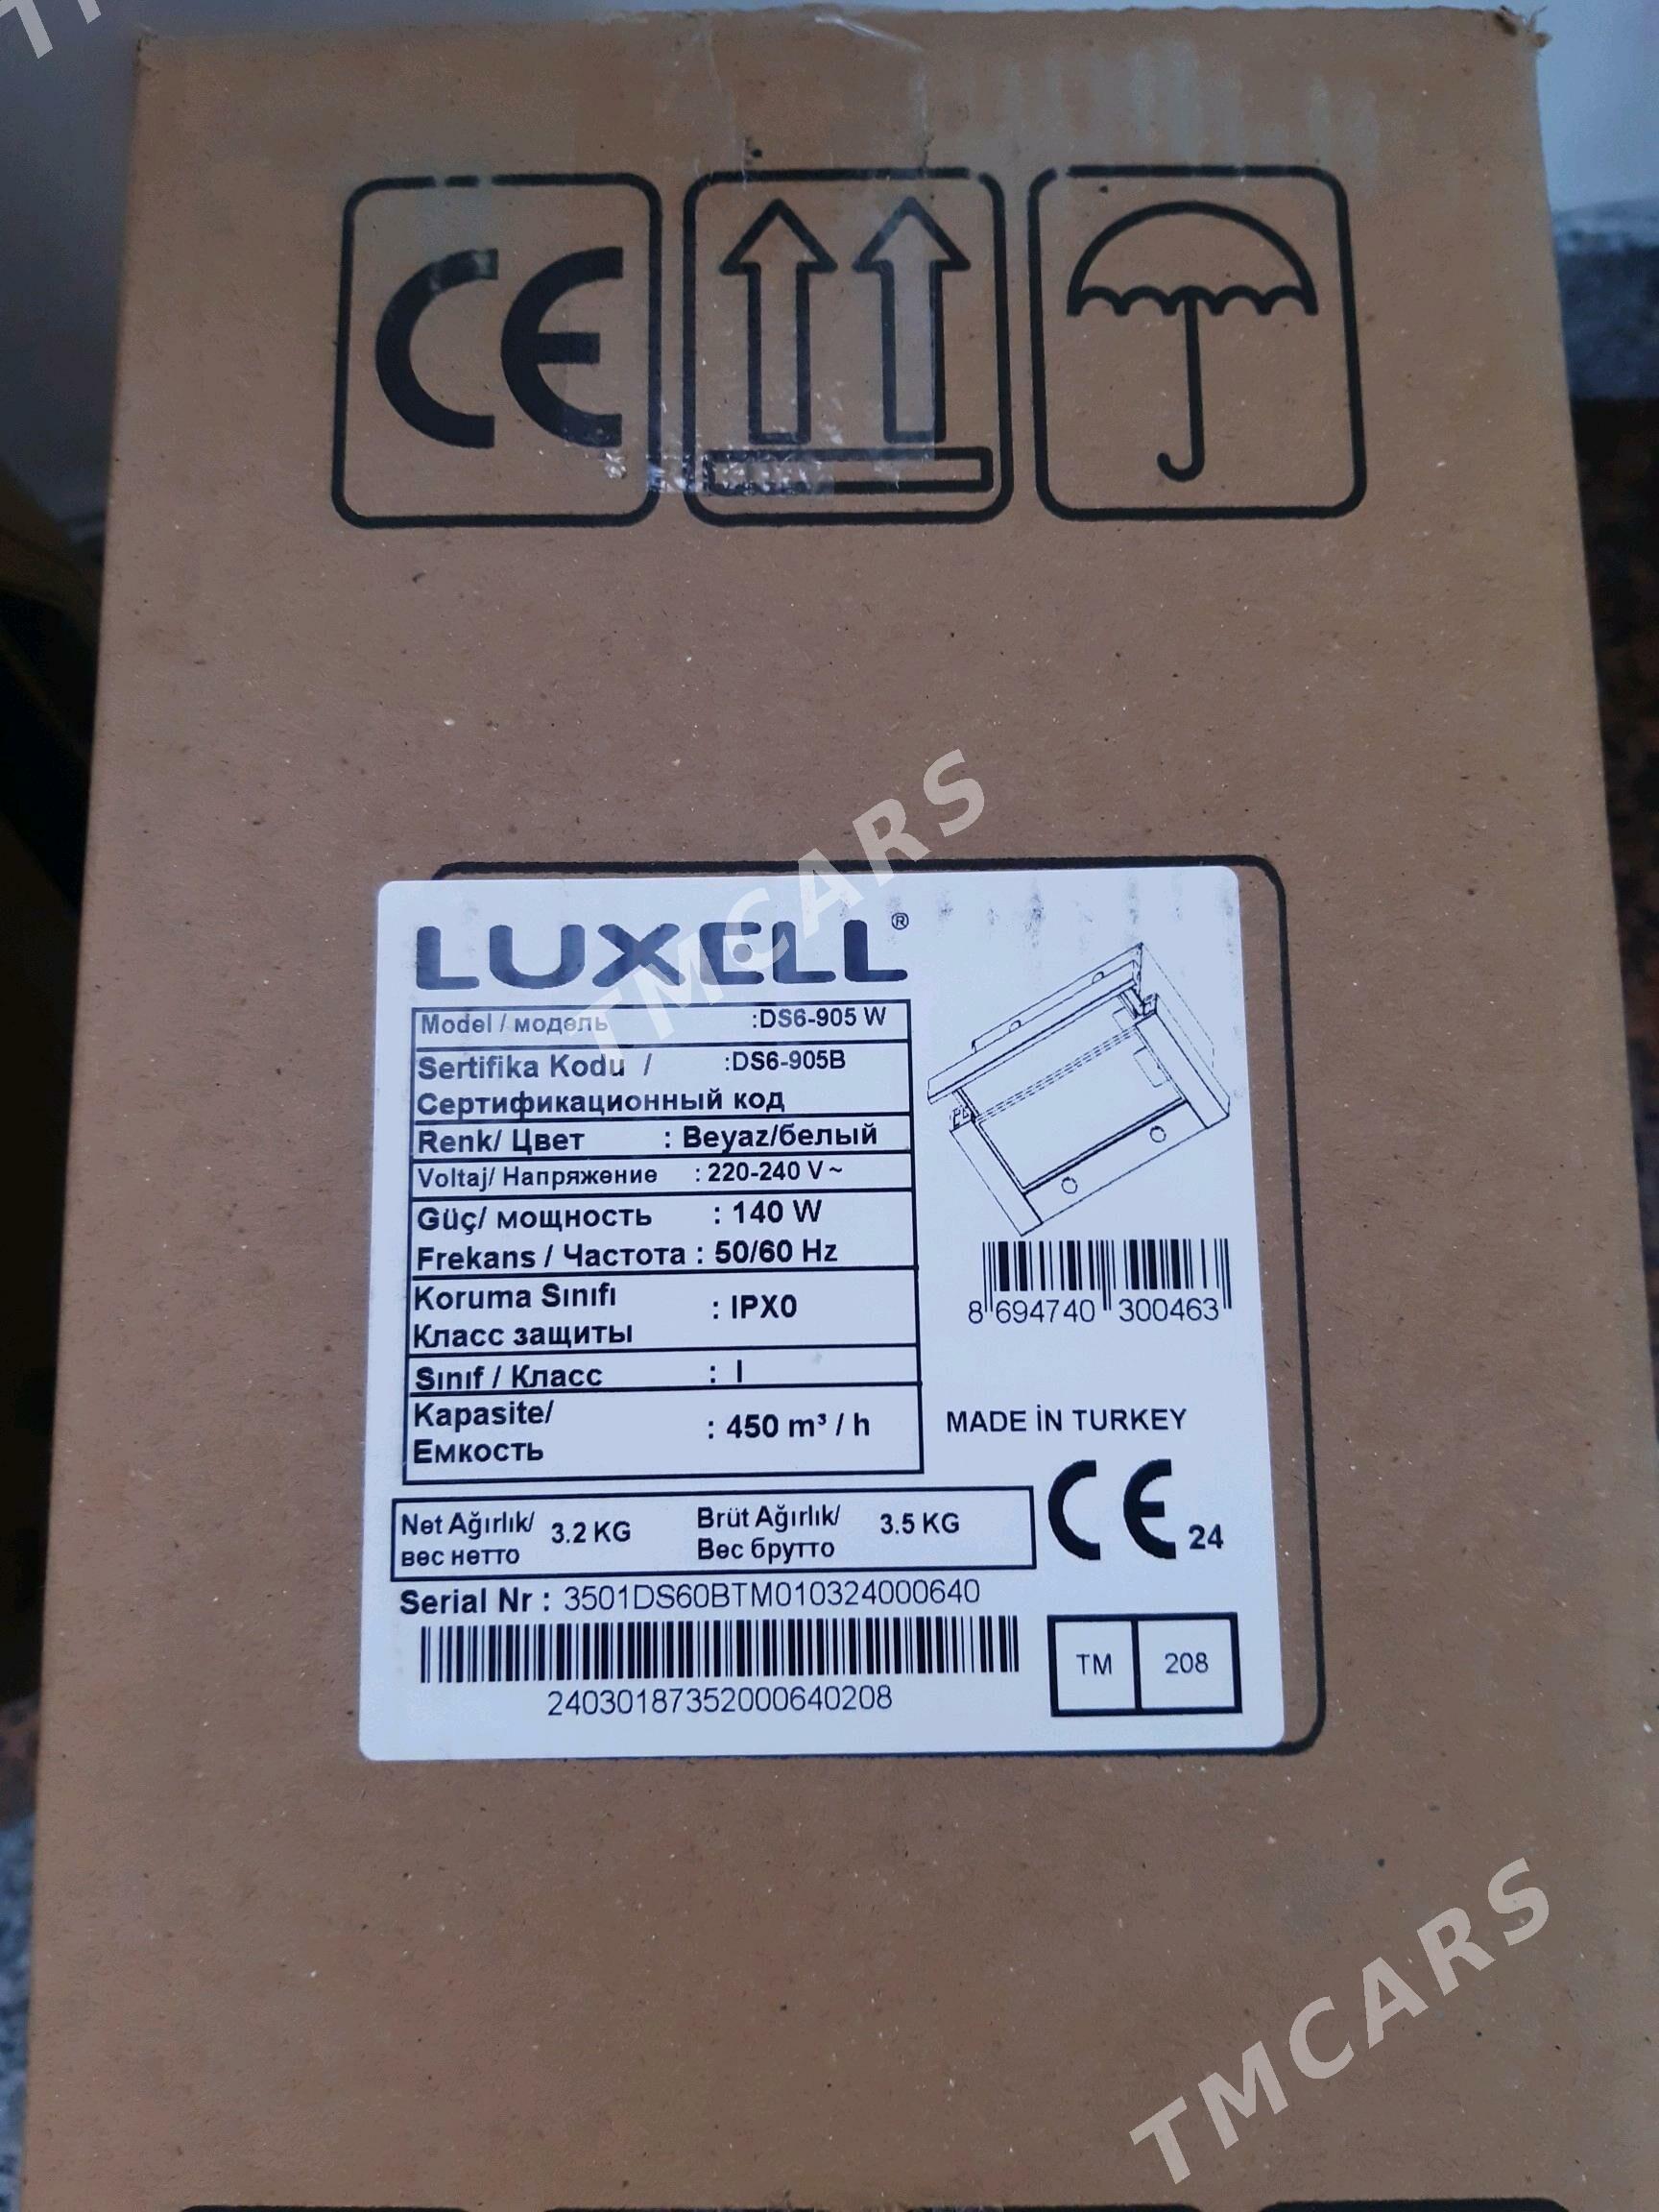 CE
LUXELL®
Model / модель :DS6-905 W
Sertifika Kodu / :DS6-905B
Сертификационный код
Renk/ Цвет : Beyaz/белый
Voltaj/ Напряжение : 220-240 V ~
Güç/ мощность : 140 W
Frekans / Частота : 50/60 Hz
Koruma Sınıfı
Класс защиты : IPX0
Sınıf / Класс : I
Kapasite/
Емкость : 450 m³ / h
8 694740 300463
MADE İN TURKEY
CE 24
Net Ağırlık/ 3.2 KG Brüt Ağırlık/ 3.5 KG
вес нетто Вес брутто
Serial Nr : 3501DS60BTM010324000640
24030187352000640208
TM 208
TMCARS
TMCARS